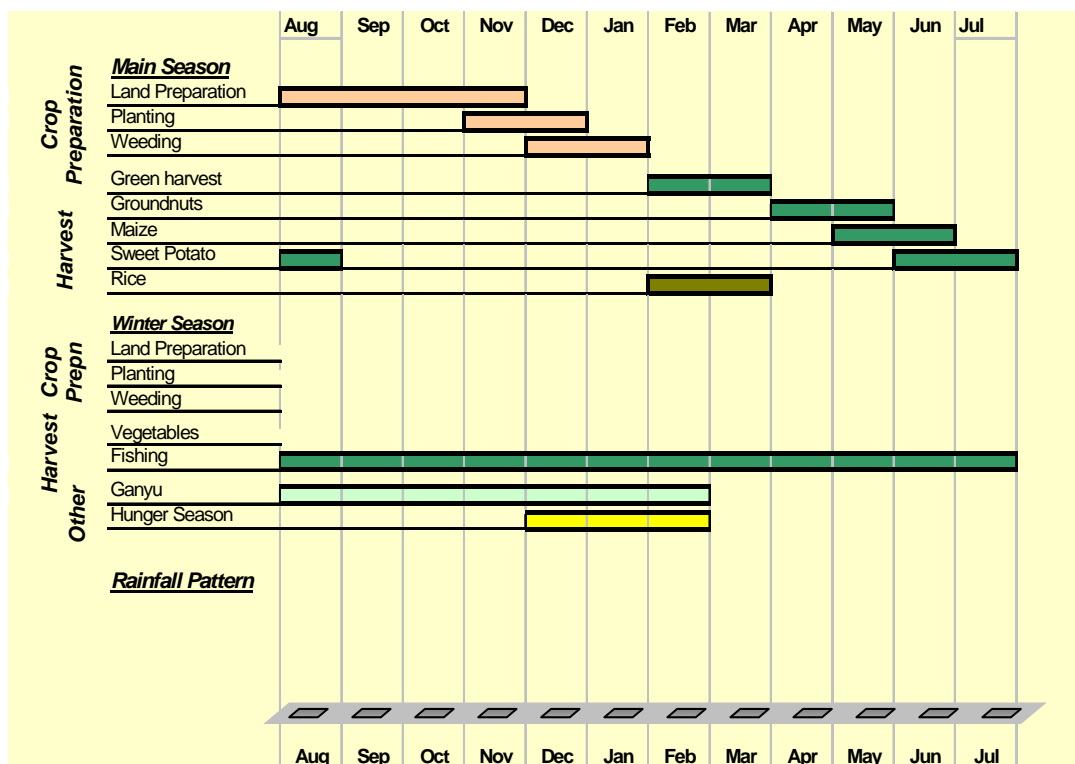 Aug Sep Oct Nov Dec Jan Feb Mar Apr May Jun Jul
Crop
Preparation
Main Season
Land Preparation
Planting
Weeding
Harvest
Green harvest
Groundnuts
Maize
Sweet Potato
Rice
Winter Season
Crop
Prepn
Land Preparation
Planting
Weeding
Harvest
Vegetables
Fishing
Other
Ganyu
Hunger Season
Rainfall Pattern
Aug Sep Oct Nov Dec Jan Feb Mar Apr May Jun Jul